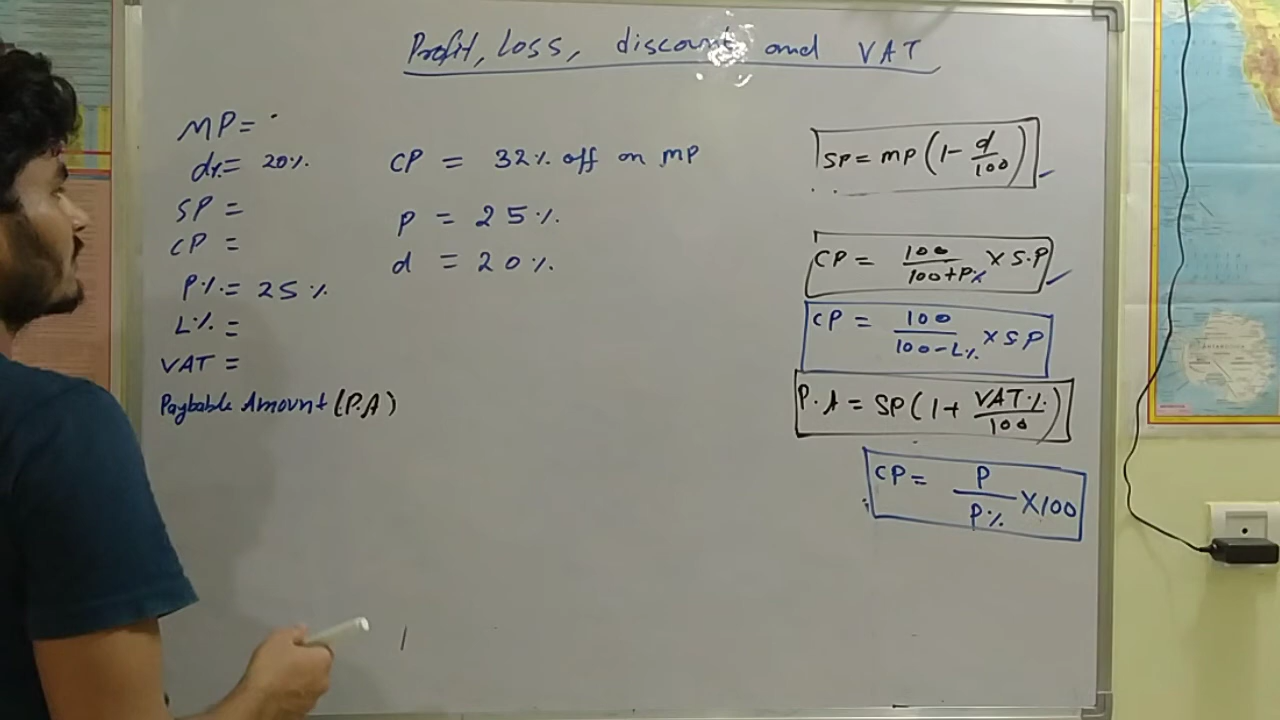 Profit, Loss, discount and VAT
MP=
d%= 20%.
SP =
CP =
P%.= 25%
L%. =
VAT =
Paybable Amount (P.A)
CP = 32% off on MP
P = 25%.
d = 20%.
SP = MP (1- d/100)
CP = 100/100+P% × S.P
CP = 100/100-L% × SP
P.A = SP (1+ VAT%/100)
CP = P/P% ×100